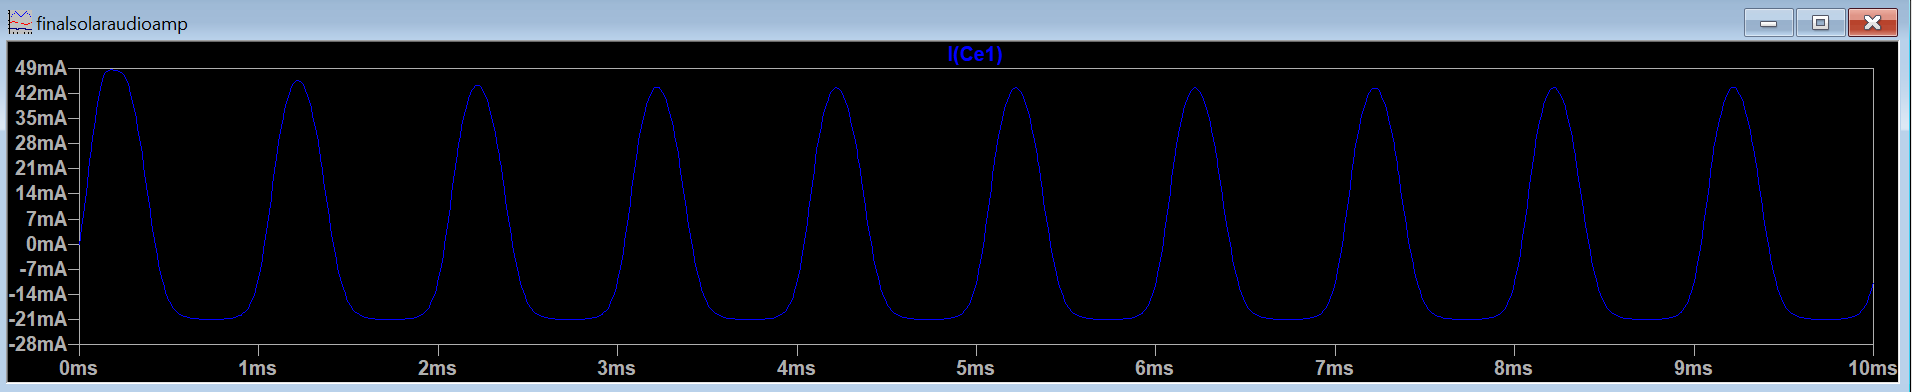 finalsolaraudioamp
I(Ce1)
49mA
42mA
35mA
28mA
21mA
14mA
7mA
0mA
-7mA
-14mA
-21mA
-28mA
0ms 1ms 2ms 3ms 4ms 5ms 6ms 7ms 8ms 9ms 10ms